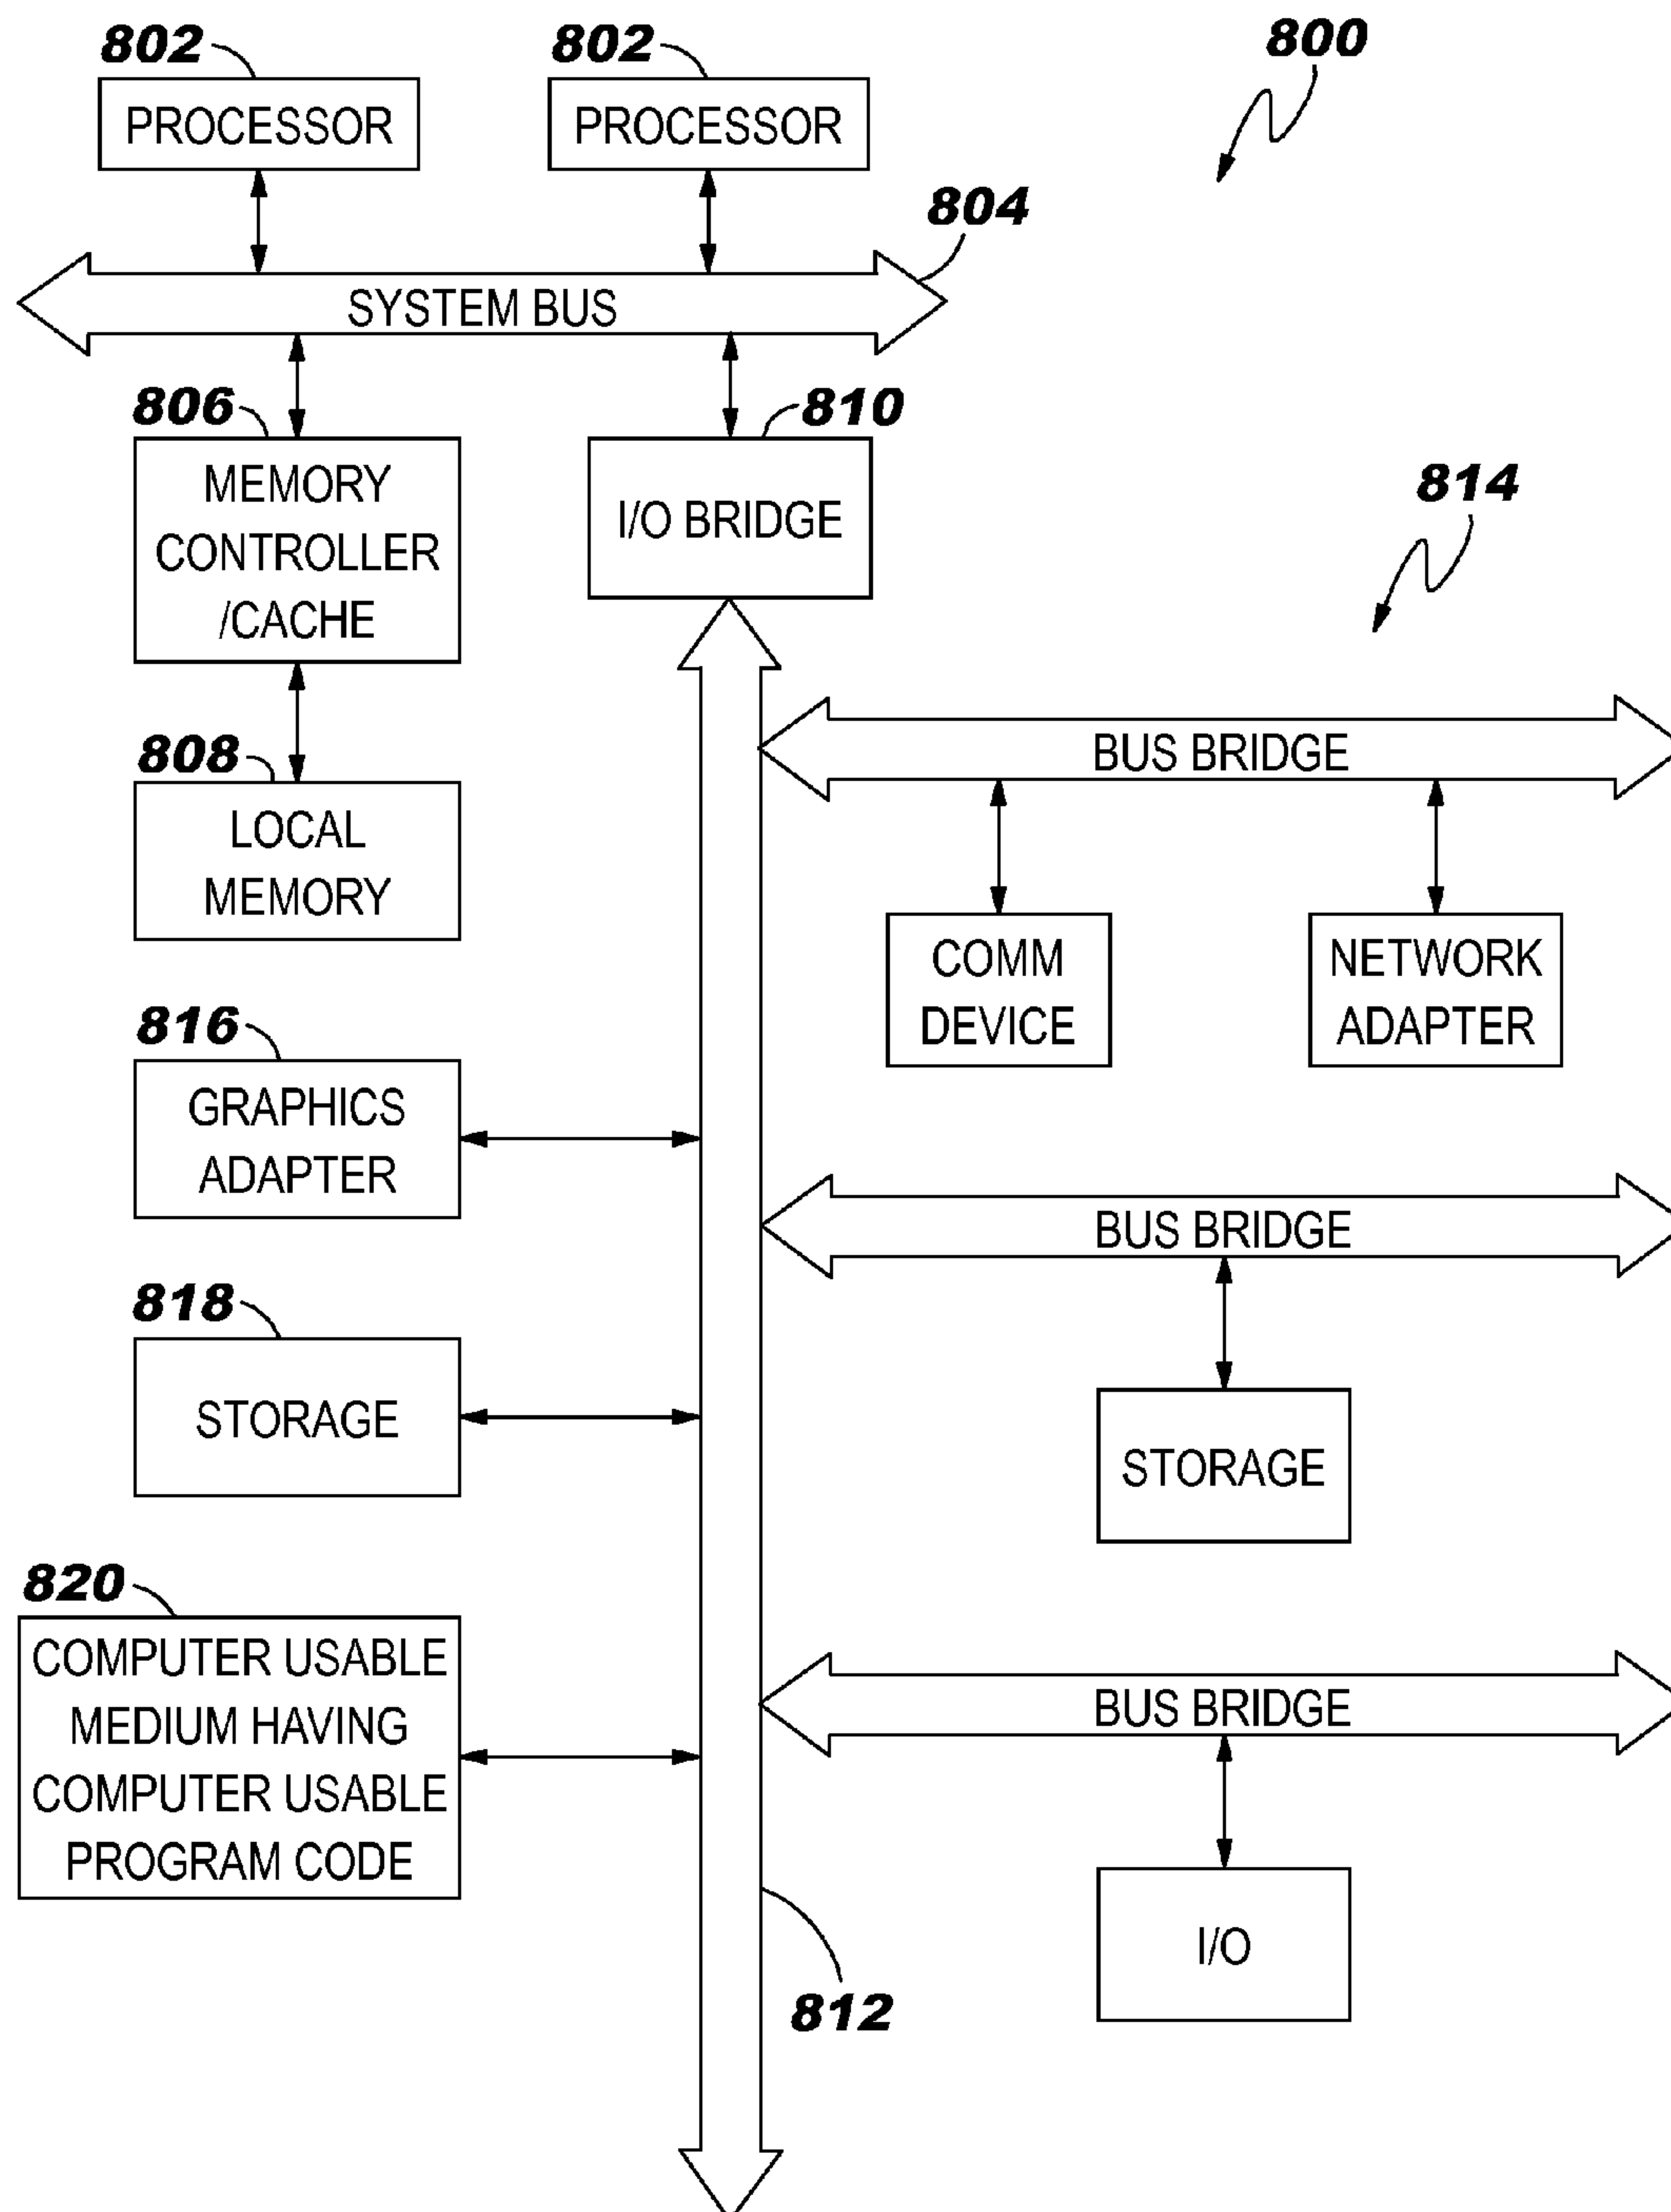 802
802
800
PROCESSOR
PROCESSOR
804
SYSTEM BUS
806
810
MEMORY
CONTROLLER
/CACHE
I/O BRIDGE
814
808
LOCAL
MEMORY
BUS BRIDGE
COMM
DEVICE
NETWORK
ADAPTER
816
GRAPHICS
ADAPTER
BUS BRIDGE
818
STORAGE
STORAGE
820
COMPUTER USABLE
MEDIUM HAVING
COMPUTER USABLE
PROGRAM CODE
BUS BRIDGE
I/O
812